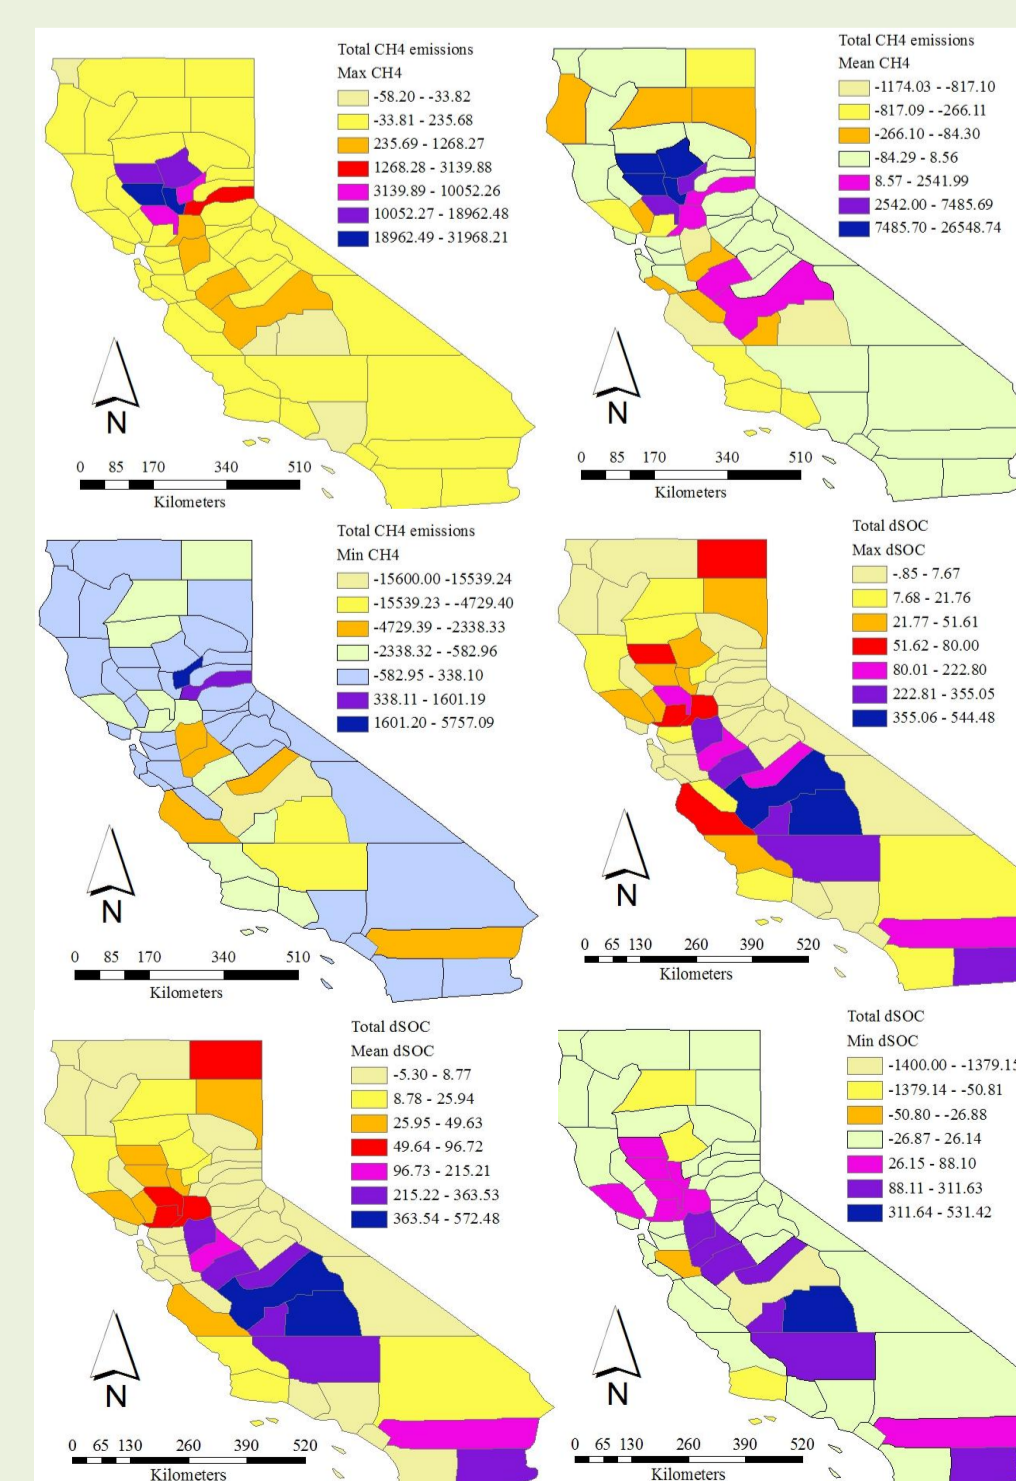 Total CH4 emissions
Max CH4
-58.20 - -33.82
-33.81 - 235.68
235.69 - 1268.27
1268.28 - 3139.88
3139.89 - 10052.26
10052.27 - 18962.48
18962.49 - 31968.21
N
0 85 170 340 510
Kilometers
Total CH4 emissions
Mean CH4
-1174.03 - -817.10
-817.09 - -266.11
-266.10 - -84.30
-84.29 - 8.56
8.57 - 2541.99
2542.00 - 7485.69
7485.70 - 26548.74
N
0 85 170 340 510
Kilometers
Total CH4 emissions
Min CH4
-15600.00 -15539.24
-15539.23 - -4729.40
-4729.39 - -2338.33
-2338.32 - -582.96
-582.95 - 338.10
338.11 - 1601.19
1601.20 - 5757.09
N
0 85 170 340 510
Kilometers
Total dSOC
Max dSOC
-.85 - 7.67
7.68 - 21.76
21.77 - 51.61
51.62 - 80.00
80.01 - 222.80
222.81 - 355.05
355.06 - 544.48
N
0 65 130 260 390 520
Kilometers
Total dSOC
Mean dSOC
-5.30 - 8.77
8.78 - 25.94
25.95 - 49.63
49.64 - 96.72
96.73 - 215.21
215.22 - 363.53
363.54 - 572.48
N
0 65 130 260 390 520
Kilometers
Total dSOC
Min dSOC
-1400.00 - -1379.15
-1379.14 - -50.81
-50.80 - -26.88
-26.87 - 26.14
26.15 - 88.10
88.11 - 311.63
311.64 - 531.42
N
0 65 130 260 390 520
Kilometers